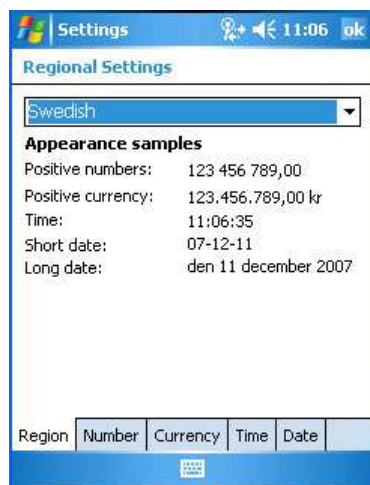 Settings 11:06 ok
Regional Settings
Swedish
Appearance samples
Positive numbers: 123 456 789,00
Positive currency: 123.456.789,00 kr
Time: 11:06:35
Short date: 07-12-11
Long date: den 11 december 2007
Region Number Currency Time Date